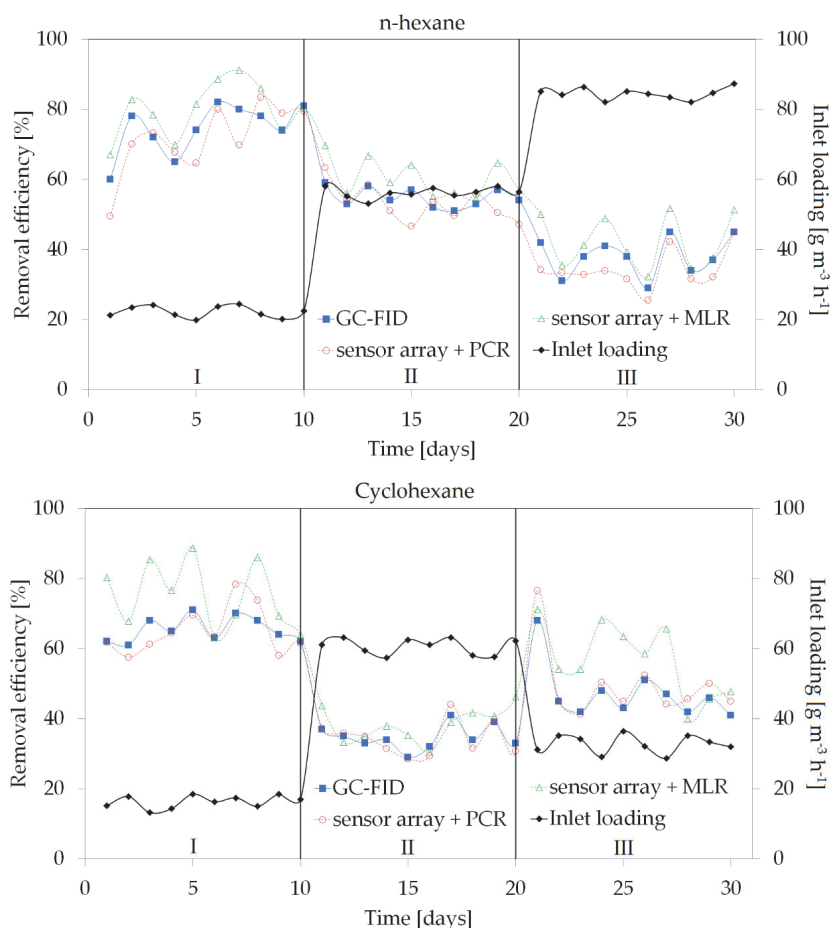 n-hexane
100
80
60
40
20
0
Removal efficiency [%]
100
80
60
40
20
0
Inlet loading [g m⁻³ h⁻¹]
GC-FID
sensor array + MLR
sensor array + PCR
Inlet loading
I
II
III
0
5
10
15
20
25
30
Time [days]
Cyclohexane
100
80
60
40
20
0
Removal efficiency [%]
100
80
60
40
20
0
Inlet loading [g m⁻³ h⁻¹]
GC-FID
sensor array + MLR
sensor array + PCR
Inlet loading
I
II
III
0
5
10
15
20
25
30
Time [days]